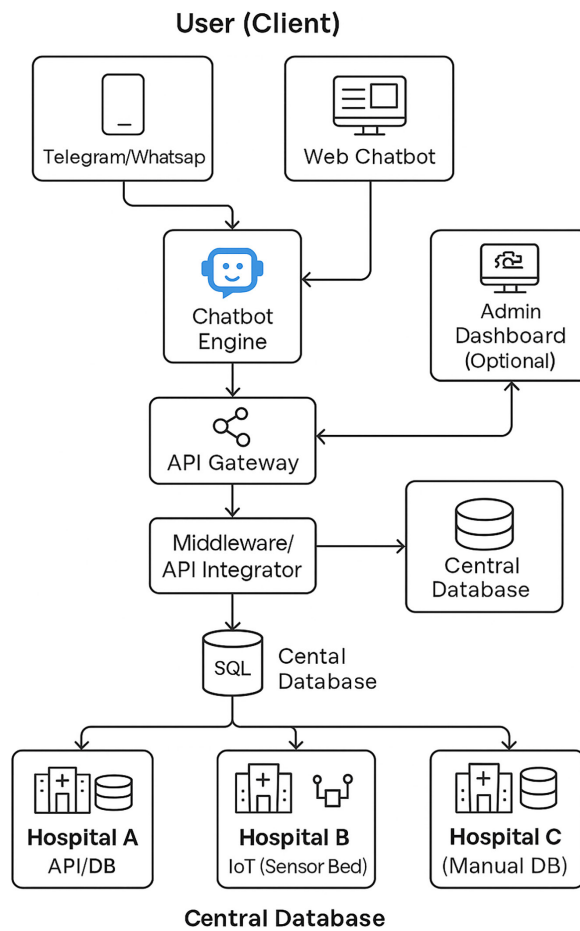 User (Client)
Telegram/Whatsap
Web Chatbot
Chatbot
Engine
Admin
Dashboard
(Optional)
API Gateway
Middleware/
API Integrator
Central
Database
SQL
Cental
Database
Hospital A
API/DB
Hospital B
IoT (Sensor Bed)
Hospital C
(Manual DB)
Central Database